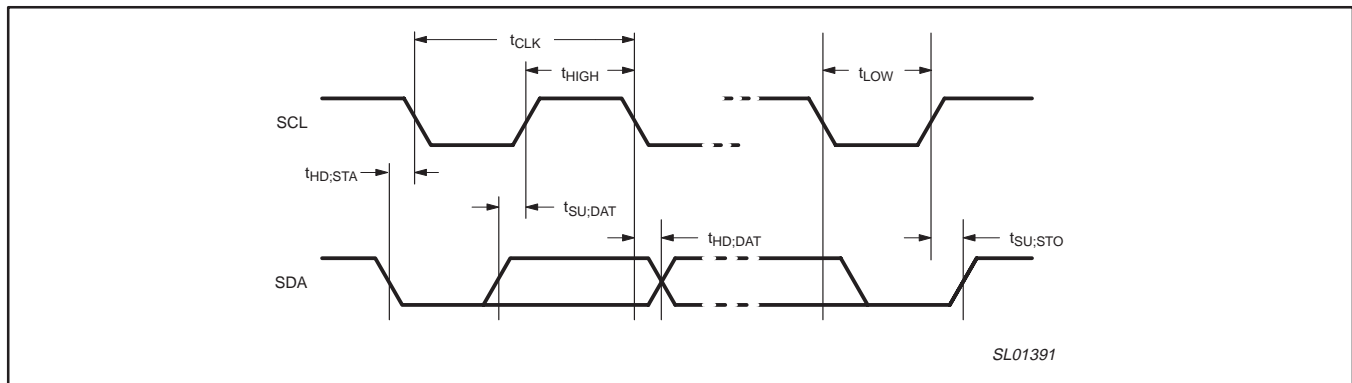 tCLK
tHIGH
tLOW
SCL
tHD;STA
tSU;DAT
tHD;DAT
tSU;STO
SDA
SL01391